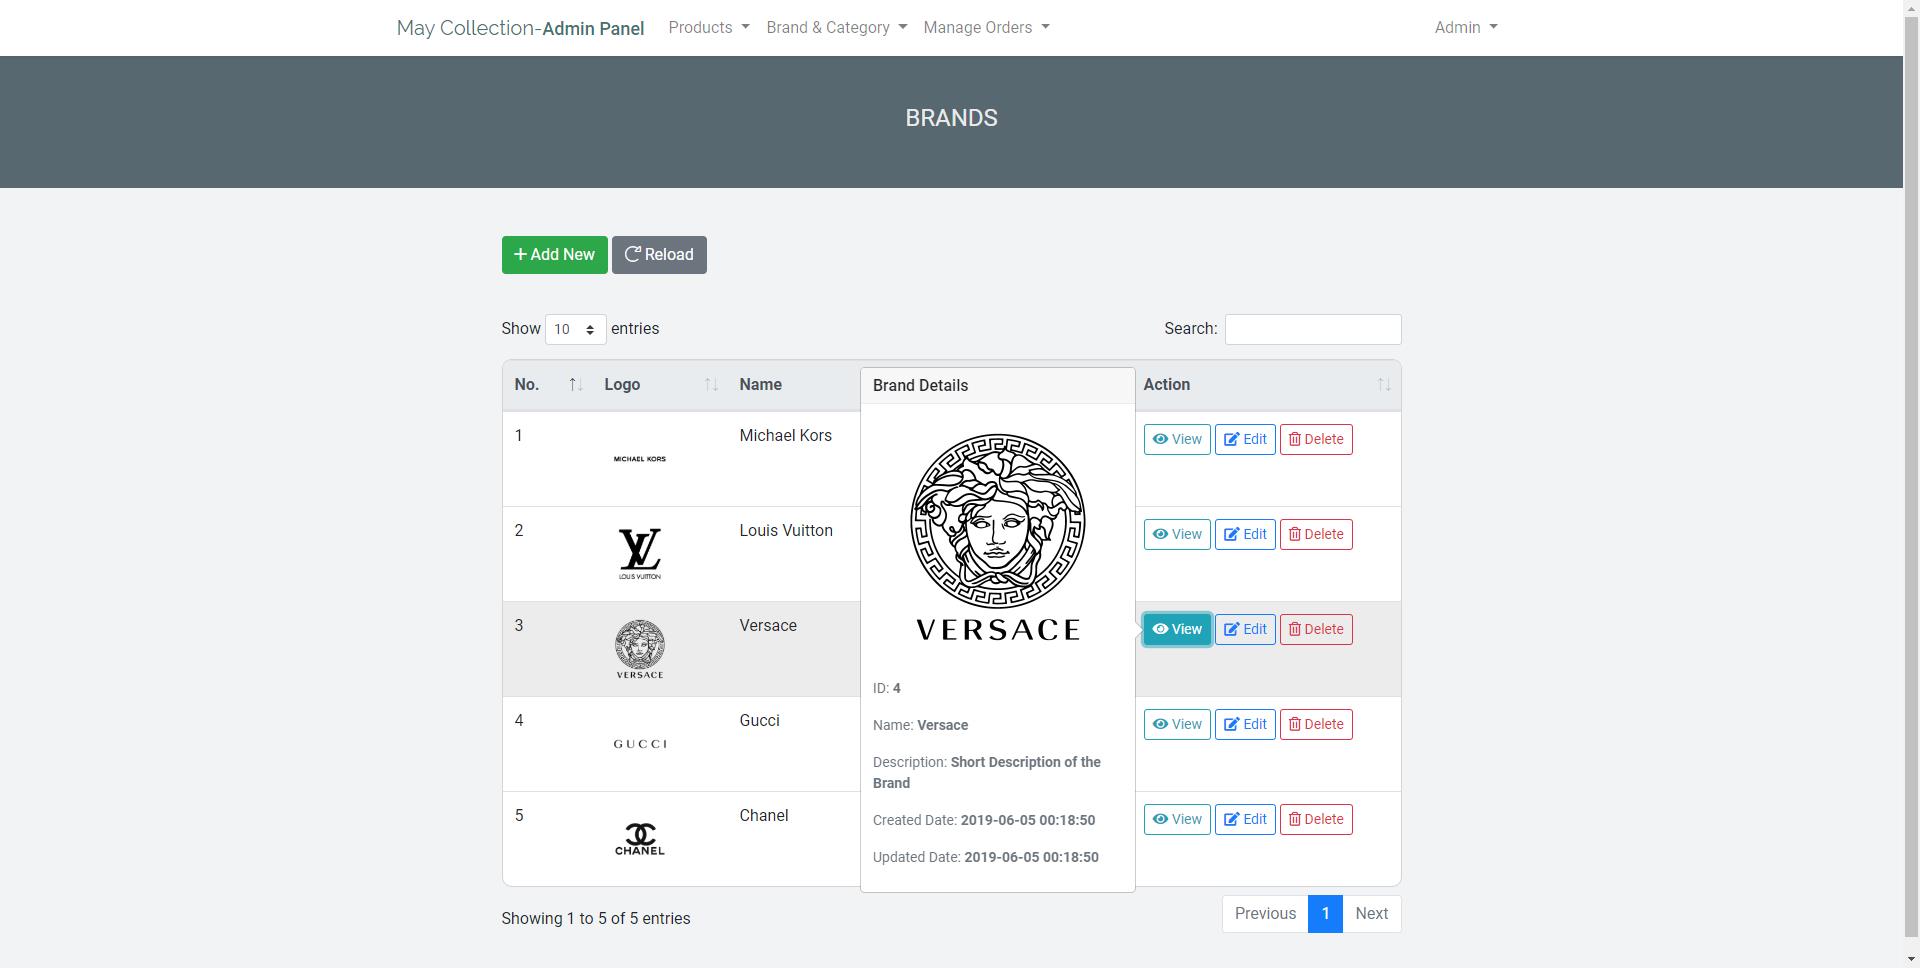 May Collection-Admin Panel Products Brand & Category Manage Orders Admin
BRANDS
Add New Reload
Show 10 entries Search:
No. Logo Name Action
1 MICHAEL KORS Michael Kors View Edit Delete
2 LOUIS VUITTON Louis Vuitton View Edit Delete
3 VERSACE Versace View Edit Delete
4 GUCCI Gucci View Edit Delete
5 CHANEL Chanel View Edit Delete
Brand Details
VERSACE
ID: 4
Name: Versace
Description: Short Description of the
Brand
Created Date: 2019-06-05 00:18:50
Updated Date: 2019-06-05 00:18:50
Showing 1 to 5 of 5 entries Previous 1 Next